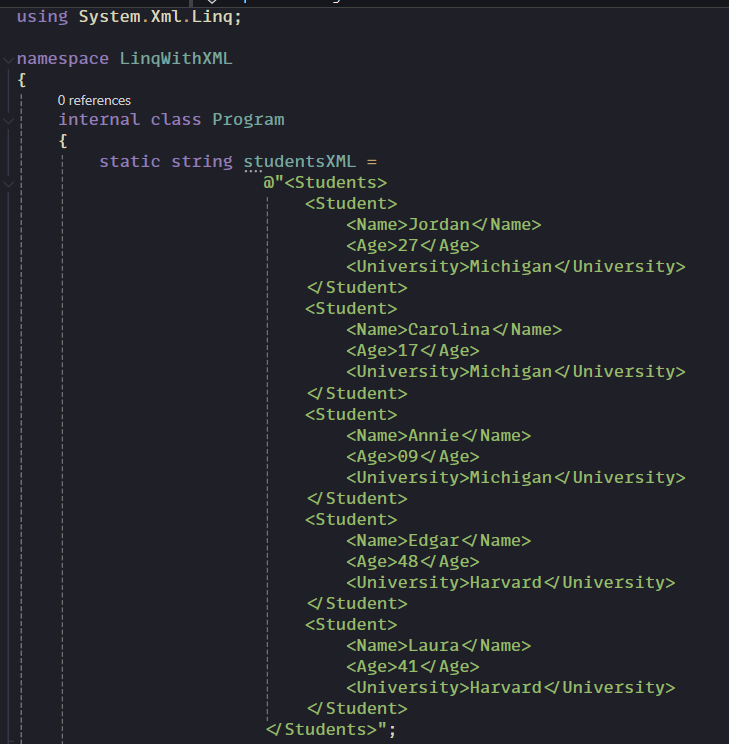 using System.Xml.Linq;
namespace LinqWithXML
{
0 references
internal class Program
{
static string studentsXML =
@"<Students>
<Student>
<Name>Jordan</Name>
<Age>27</Age>
<University>Michigan</University>
</Student>
<Student>
<Name>Carolina</Name>
<Age>17</Age>
<University>Michigan</University>
</Student>
<Student>
<Name>Annie</Name>
<Age>09</Age>
<University>Michigan</University>
</Student>
<Student>
<Name>Edgar</Name>
<Age>48</Age>
<University>Harvard</University>
</Student>
<Student>
<Name>Laura</Name>
<Age>41</Age>
<University>Harvard</University>
</Student>
</Students>";